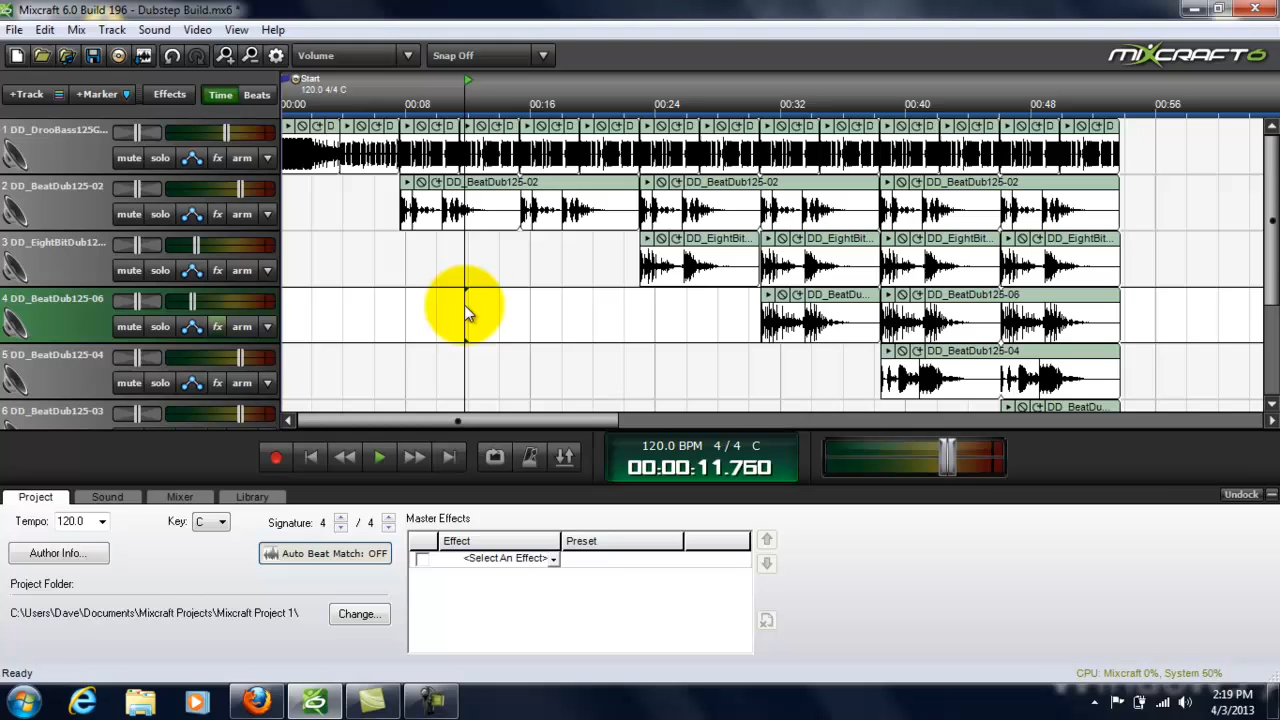 Mixcraft 6.0 Build 196 - Dubstep Build.mx6 *
File Edit Mix Track Sound Video View Help
Volume Snap Off MIXCRAFT6
+Track +Marker Effects Time Beats
Start
120.0 4/4 C
00:00 00:08 00:16 00:24 00:32 00:40 00:48 00:56
1 DD_DrooBass125G...
D D D D D D D D D D D D D D
mute solo fx arm
2 DD_BeatDub125-02
DD_BeatDub125-02 DD_BeatDub125-02 DD_BeatDub125-02
mute solo fx arm
3 DD_EightBitDub12...
DD_EightBit... DD_EightBit... DD_EightBit... DD_EightBit...
mute solo fx arm
4 DD_BeatDub125-06
DD_BeatDu... DD_BeatDub125-06
mute solo fx arm
5 DD_BeatDub125-04
DD_BeatDub125-04
mute solo fx arm
6 DD_BeatDub125-03
DD_BeatDu...
120.0 BPM 4 / 4 C
00:00:11.760
Project Sound Mixer Library Undock
Tempo: 120.0 Key: C Signature: 4 / 4 Master Effects
Effect Preset
Author Info... Auto Beat Match: OFF <Select An Effect>
Project Folder:
C:\Users\Dave\Documents\Mixcraft Projects\Mixcraft Project 1\ Change...
Ready CPU: Mixcraft 0%, System 50%
2:19 PM
4/3/2013